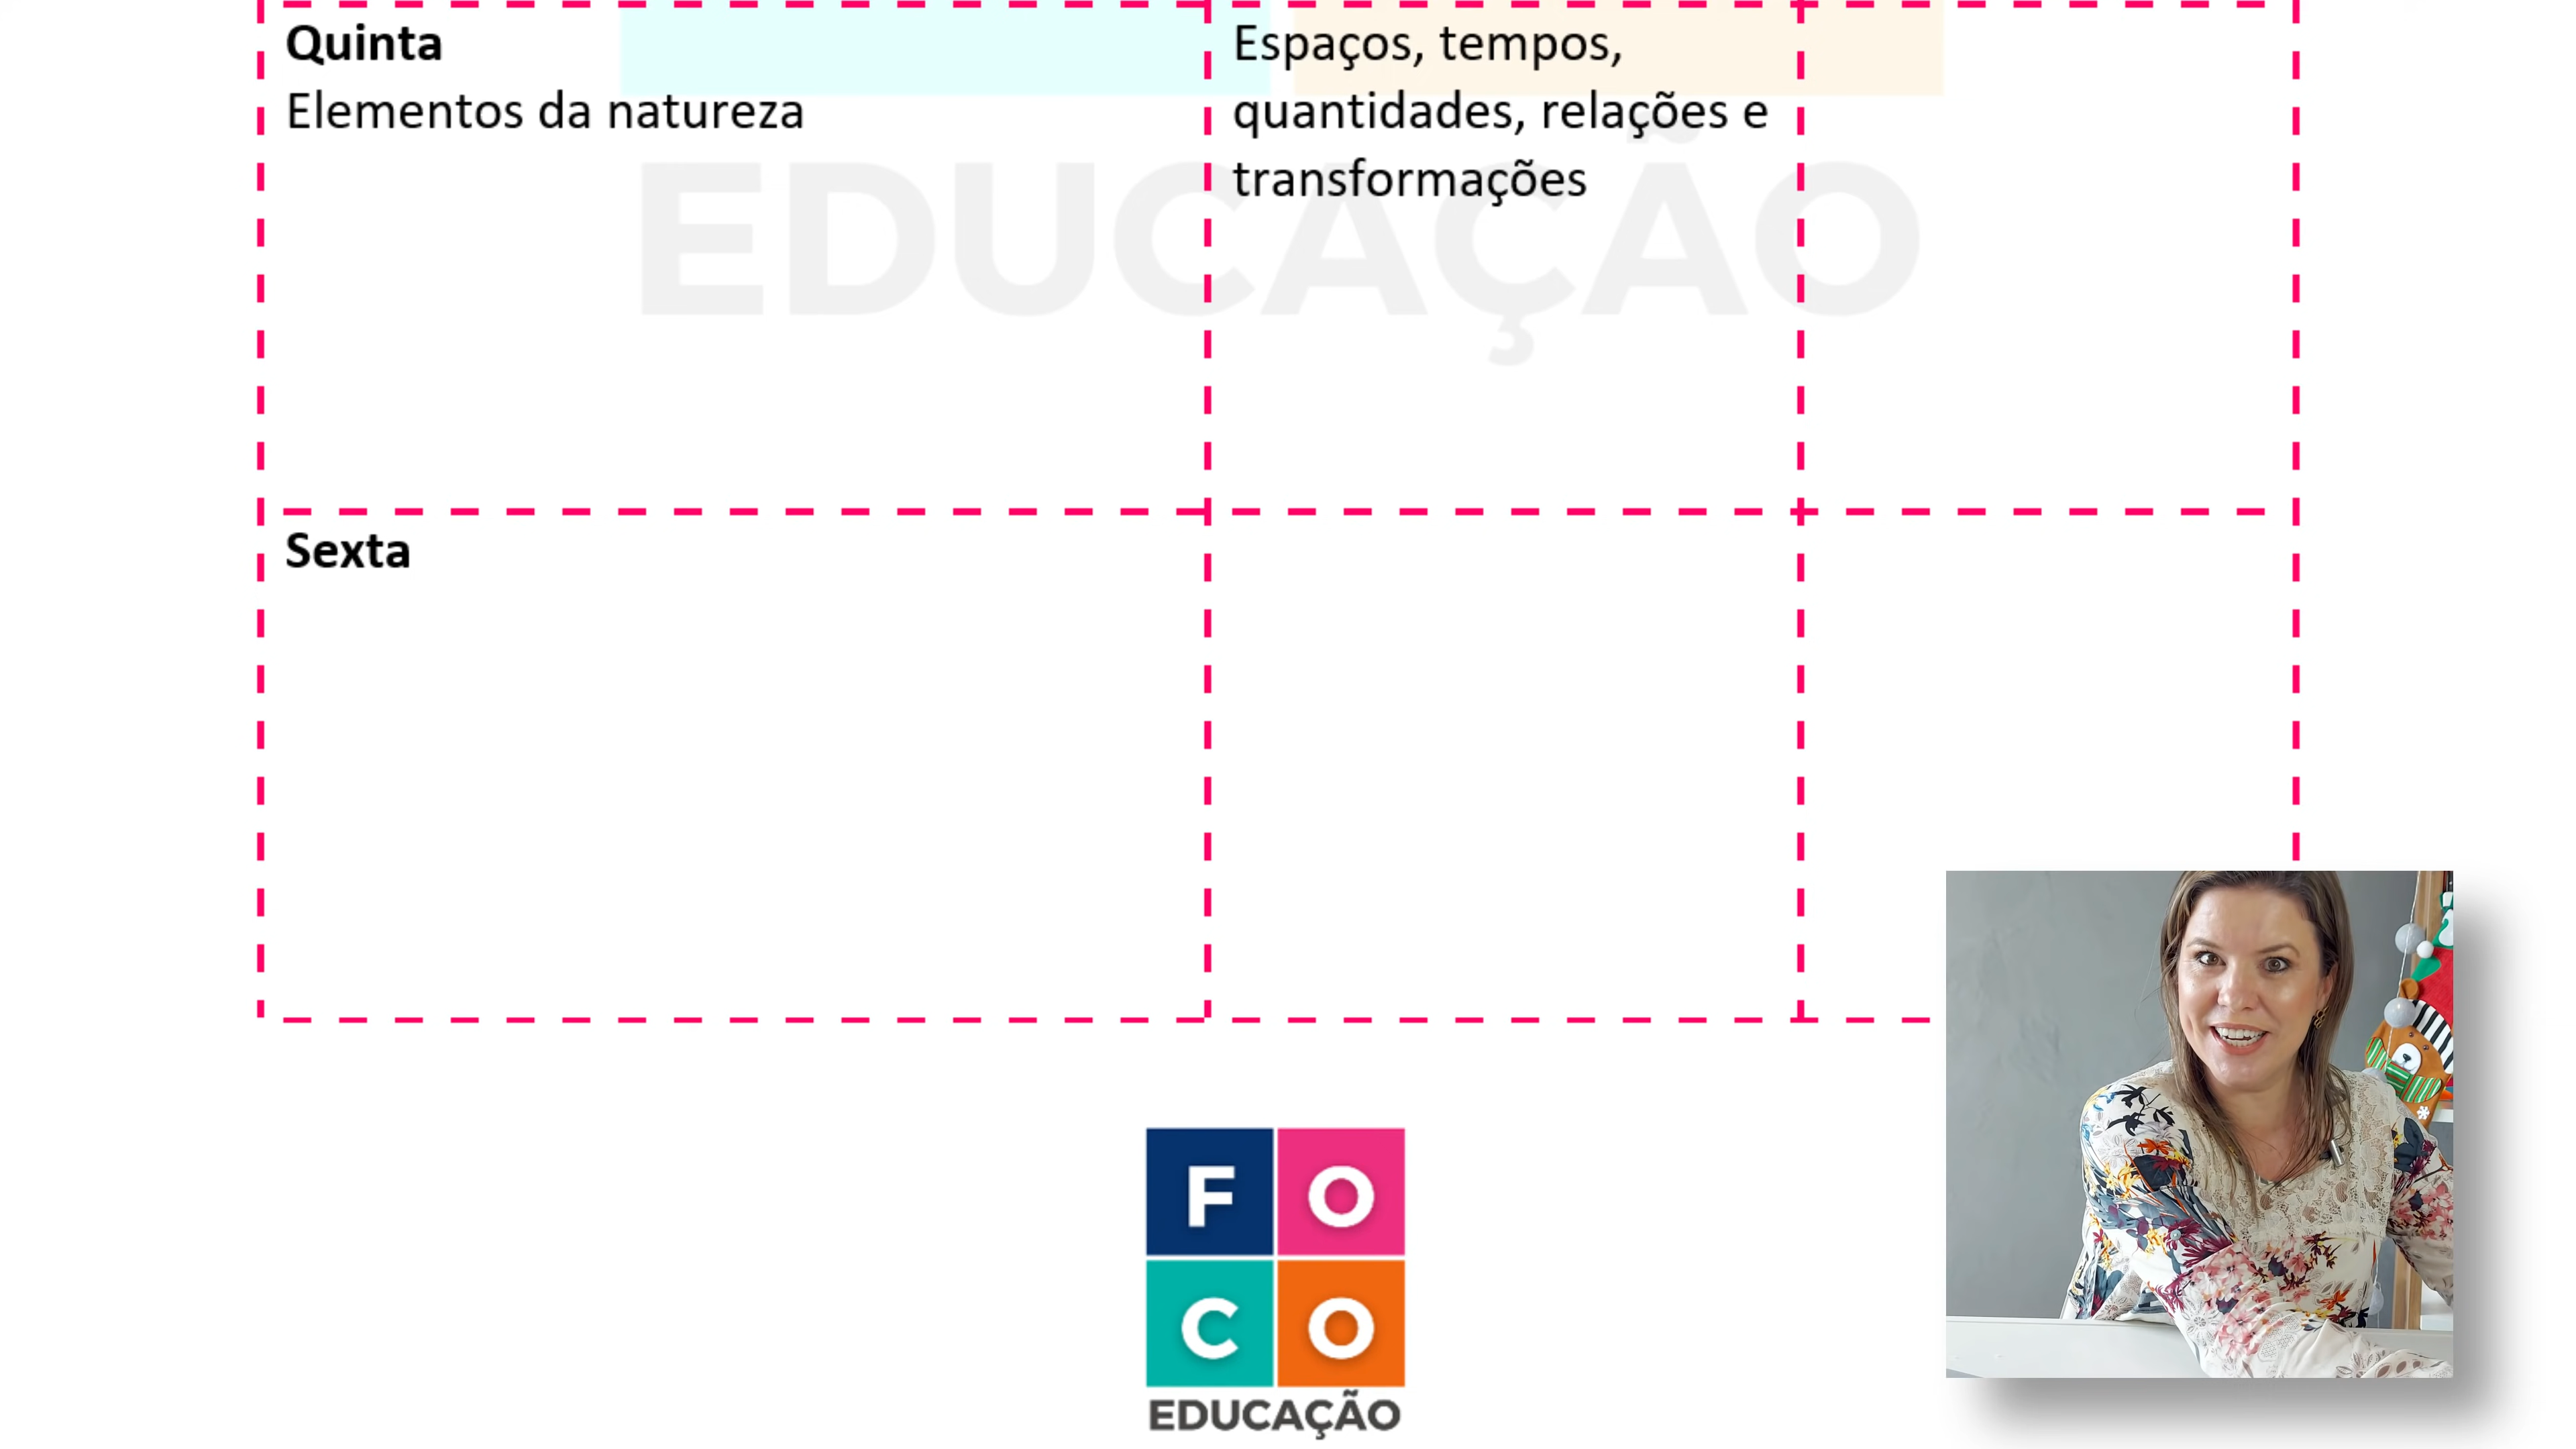 Quinta
Elementos da natureza
Espaços, tempos,
quantidades, relações e
transformações
EDUCAÇÃO
Sexta
F O
C O
EDUCAÇÃO